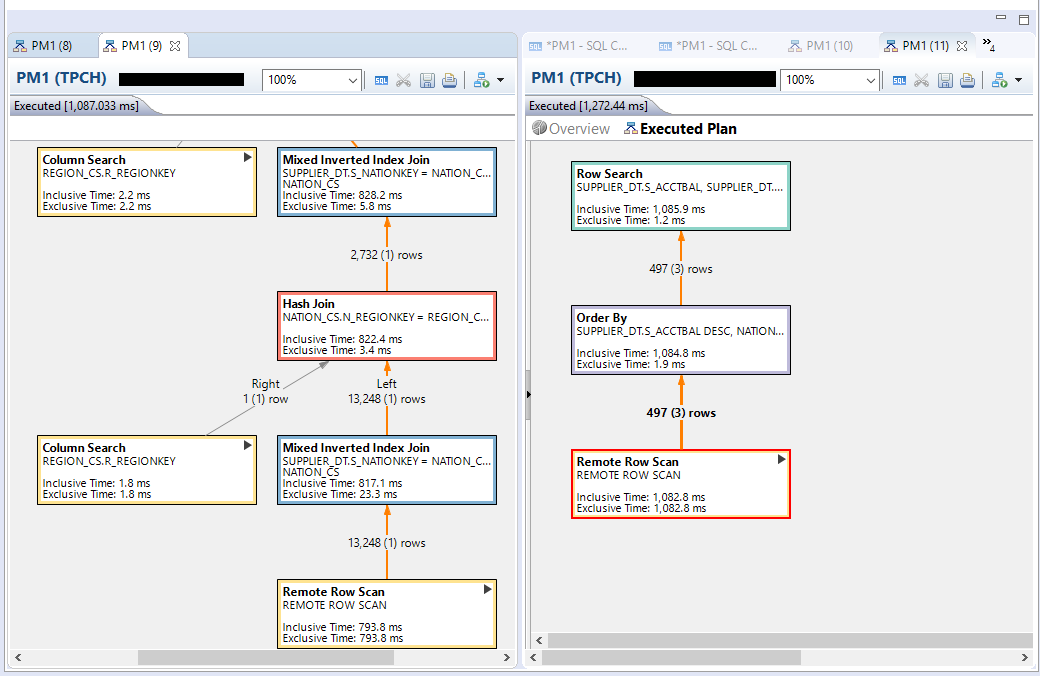 PM1 (8)
PM1 (9)
PM1 (TPCH)
100%
SQL
Executed [1,087.033 ms]
Column Search
REGION_CS.R_REGIONKEY
Inclusive Time: 2.2 ms
Exclusive Time: 2.2 ms
Mixed Inverted Index Join
SUPPLIER_DT.S_NATIONKEY = NATION_C...
NATION_CS
Inclusive Time: 828.2 ms
Exclusive Time: 5.8 ms
2,732 (1) rows
Hash Join
NATION_CS.N_REGIONKEY = REGION_C...
Inclusive Time: 822.4 ms
Exclusive Time: 3.4 ms
Right
1 (1) row
Left
13,248 (1) rows
Column Search
REGION_CS.R_REGIONKEY
Inclusive Time: 1.8 ms
Exclusive Time: 1.8 ms
Mixed Inverted Index Join
SUPPLIER_DT.S_NATIONKEY = NATION_C...
NATION_CS
Inclusive Time: 817.1 ms
Exclusive Time: 23.3 ms
13,248 (1) rows
Remote Row Scan
REMOTE ROW SCAN
Inclusive Time: 793.8 ms
Exclusive Time: 793.8 ms
SQL *PM1 - SQL C...
SQL *PM1 - SQL C...
PM1 (10)
PM1 (11)
»4
PM1 (TPCH)
100%
SQL
Executed [1,272.44 ms]
Overview
Executed Plan
Row Search
SUPPLIER_DT.S_ACCTBAL, SUPPLIER_DT....
Inclusive Time: 1,085.9 ms
Exclusive Time: 1.2 ms
497 (3) rows
Order By
SUPPLIER_DT.S_ACCTBAL DESC, NATION...
Inclusive Time: 1,084.8 ms
Exclusive Time: 1.9 ms
497 (3) rows
Remote Row Scan
REMOTE ROW SCAN
Inclusive Time: 1,082.8 ms
Exclusive Time: 1,082.8 ms